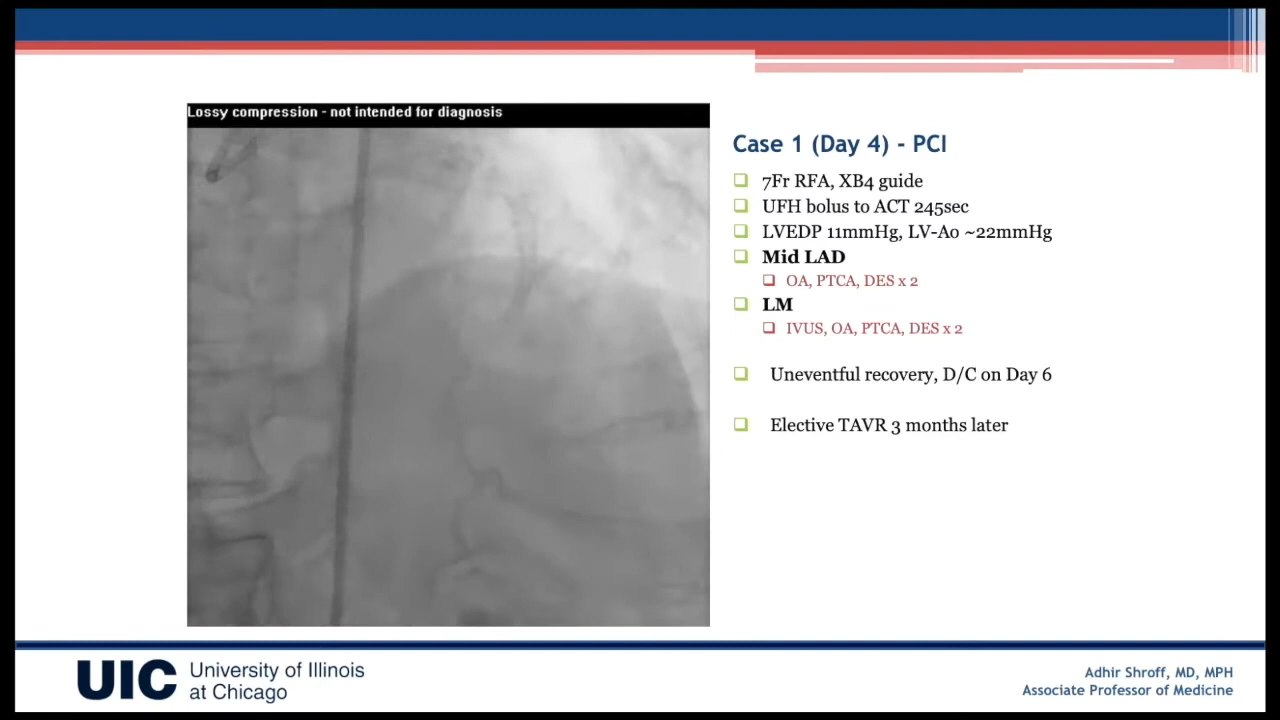 Lossy compression - not intended for diagnosis
Case 1 (Day 4) - PCI
7Fr RFA, XB4 guide
UFH bolus to ACT 245sec
LVEDP 11mmHg, LV-Ao ~22mmHg
Mid LAD
OA, PTCA, DES x 2
LM
IVUS, OA, PTCA, DES x 2
Uneventful recovery, D/C on Day 6
Elective TAVR 3 months later
UIC
University of Illinois
at Chicago
Adhir Shroff, MD, MPH
Associate Professor of Medicine